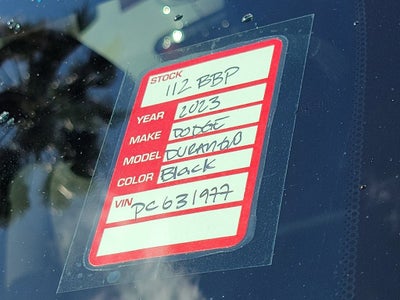 STOCK
112 BBP
YEAR 2023
MAKE DODGE
MODEL DURANGO
COLOR Black
VIN PC631977